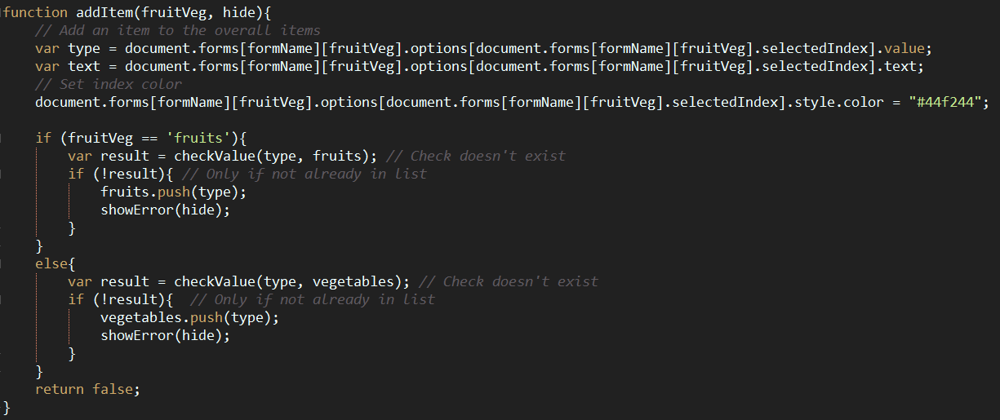 function addItem(fruitVeg, hide){
    // Add an item to the overall items
    var type = document.forms[formName][fruitVeg].options[document.forms[formName][fruitVeg].selectedIndex].value;
    var text = document.forms[formName][fruitVeg].options[document.forms[formName][fruitVeg].selectedIndex].text;
    // Set index color
    document.forms[formName][fruitVeg].options[document.forms[formName][fruitVeg].selectedIndex].style.color = "#44f244";

    if (fruitVeg == 'fruits'){
        var result = checkValue(type, fruits); // Check doesn't exist
        if (!result){ // Only if not already in list
            fruits.push(type);
            showError(hide);
        }
    }
    else{
        var result = checkValue(type, vegetables); // Check doesn't exist
        if (!result){  // Only if not already in list
            vegetables.push(type);
            showError(hide);
        }
    }
    return false;
}